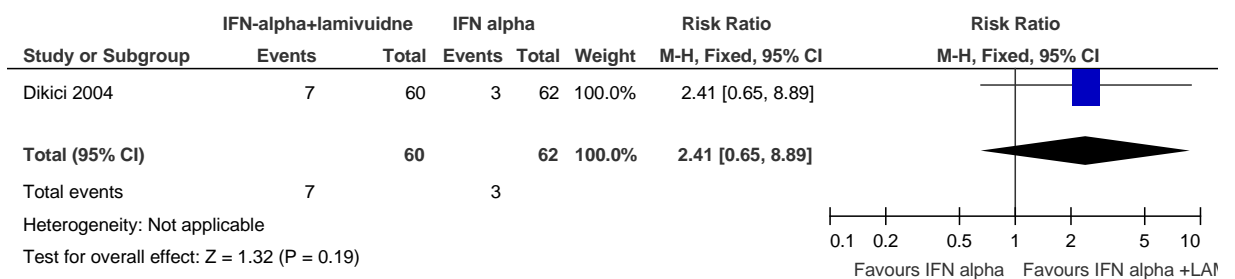 IFN-alpha+lamivuidne IFN alpha Risk Ratio Risk Ratio
Study or Subgroup Events Total Events Total Weight M-H, Fixed, 95% CI M-H, Fixed, 95% CI
Dikici 2004 7 60 3 62 100.0% 2.41 [0.65, 8.89]
Total (95% CI) 60 62 100.0% 2.41 [0.65, 8.89]
Total events 7 3
Heterogeneity: Not applicable
Test for overall effect: Z = 1.32 (P = 0.19)
0.1 0.2 0.5 1 2 5 10
Favours IFN alpha Favours IFN alpha +LAM